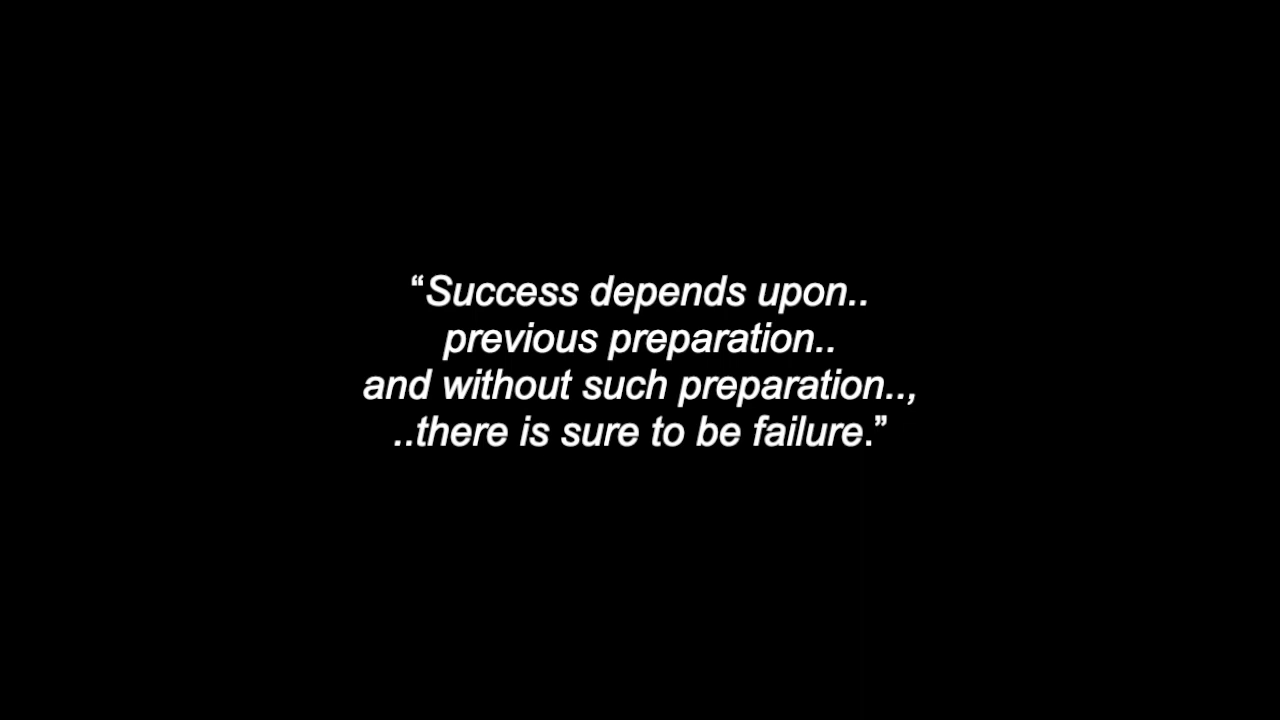 “Success depends upon..
previous preparation..
and without such preparation..,
..there is sure to be failure.”